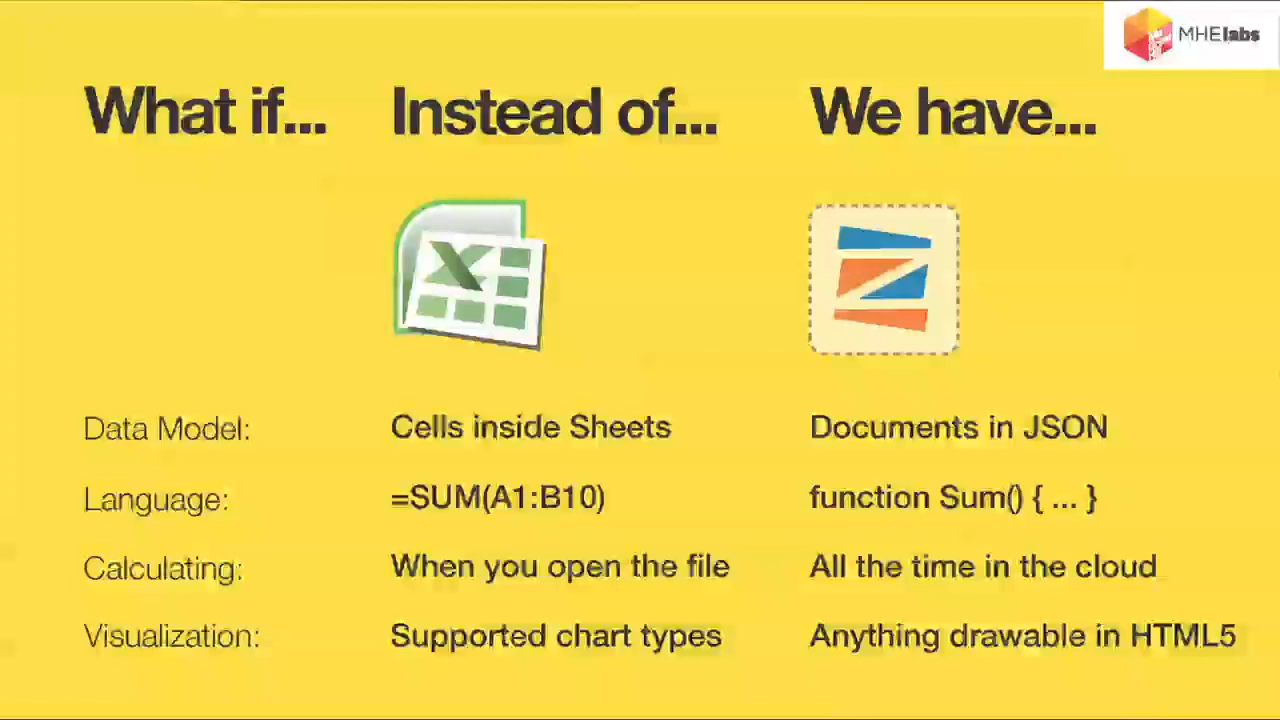 MHElabs
What if... Instead of... We have...
X
Data Model: Cells inside Sheets Documents in JSON
Language: =SUM(A1:B10) function Sum() { ... }
Calculating: When you open the file All the time in the cloud
Visualization: Supported chart types Anything drawable in HTML5